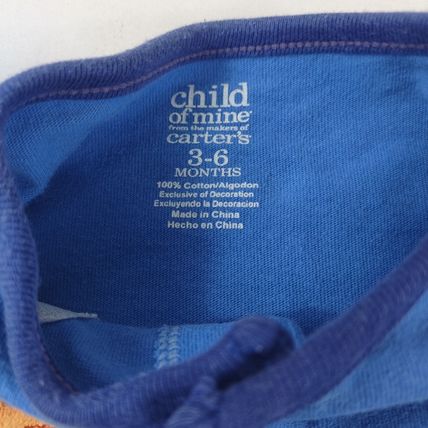 child
of mine
from the makers of
carter's
3-6
MONTHS
100% Cotton/Algodon
Exclusive of Decoration
Excluyendo la Decoracion
Made in China
Hecho en China